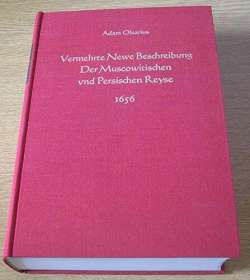 Adam Olearius
Vermehrte Newe Beschreibung
Der Muscowitischen
vnd Persischen Reyse
1656